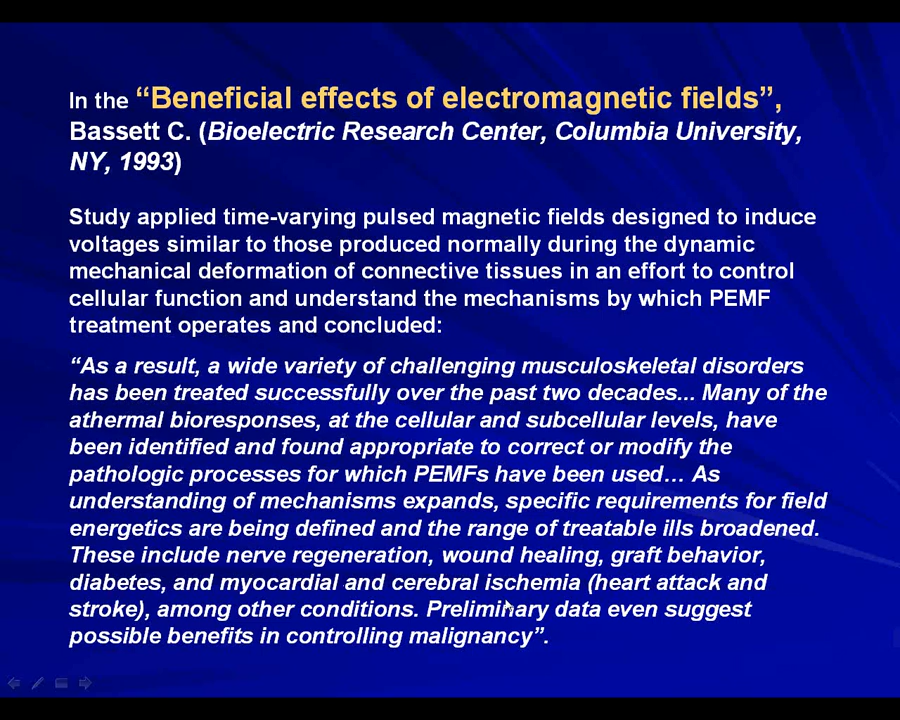 In the “Beneficial effects of electromagnetic fields”,
Bassett C. (Bioelectric Research Center, Columbia University,
NY, 1993)
Study applied time-varying pulsed magnetic fields designed to induce
voltages similar to those produced normally during the dynamic
mechanical deformation of connective tissues in an effort to control
cellular function and understand the mechanisms by which PEMF
treatment operates and concluded:
“As a result, a wide variety of challenging musculoskeletal disorders
has been treated successfully over the past two decades... Many of the
athermal bioresponses, at the cellular and subcellular levels, have
been identified and found appropriate to correct or modify the
pathologic processes for which PEMFs have been used… As
understanding of mechanisms expands, specific requirements for field
energetics are being defined and the range of treatable ills broadened.
These include nerve regeneration, wound healing, graft behavior,
diabetes, and myocardial and cerebral ischemia (heart attack and
stroke), among other conditions. Preliminary data even suggest
possible benefits in controlling malignancy”.